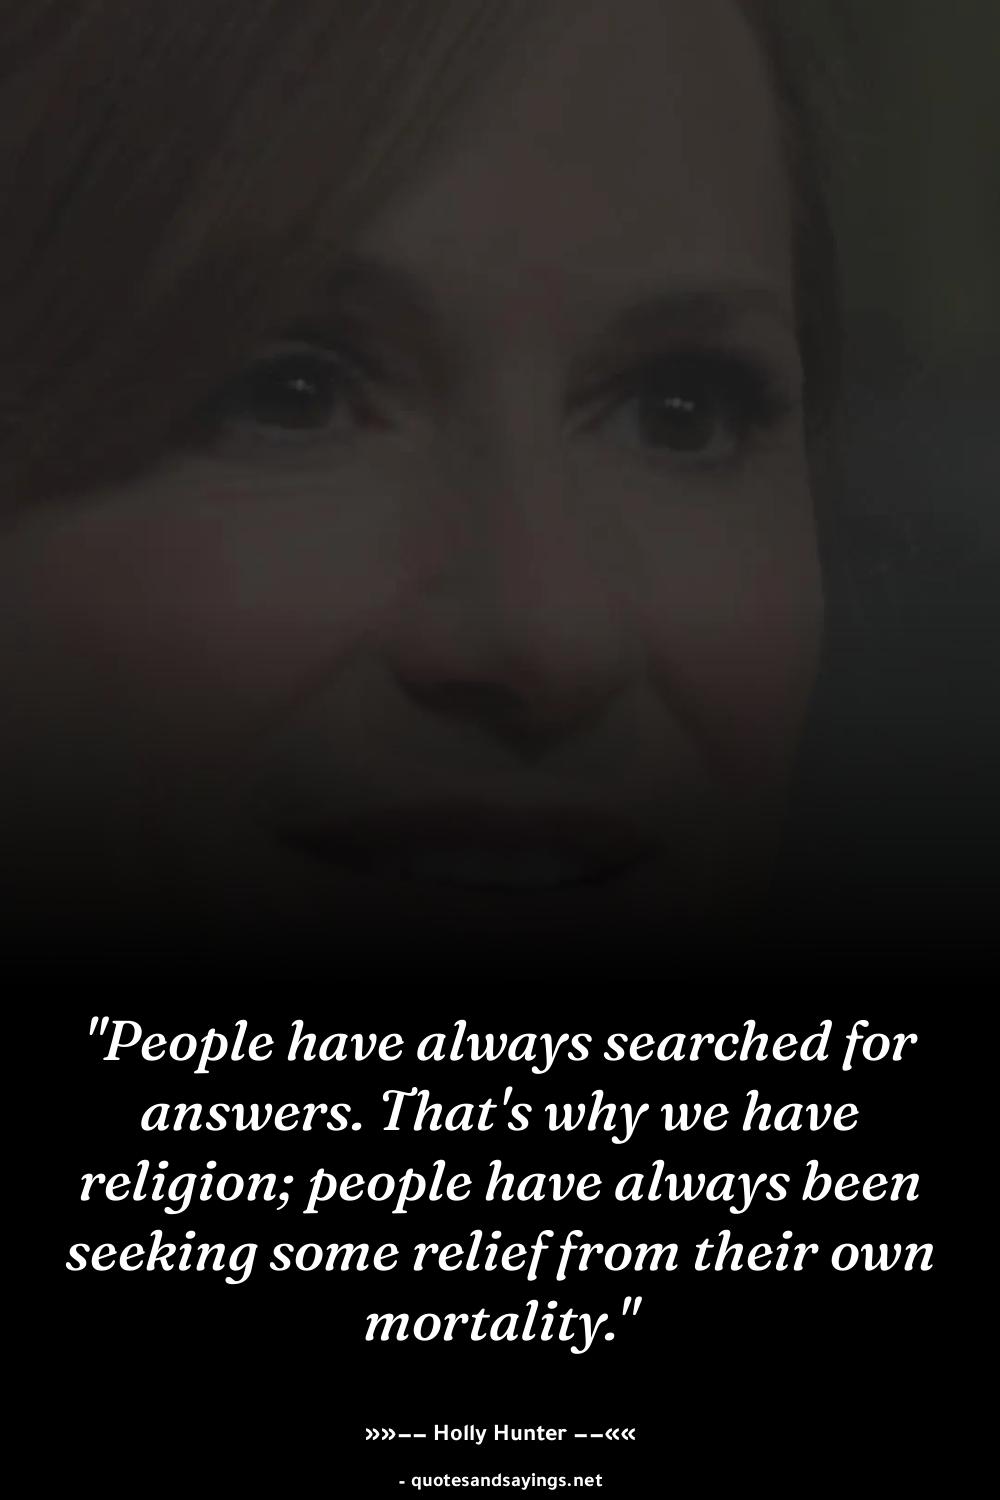 "People have always searched for
answers. That's why we have
religion; people have always been
seeking some relief from their own
mortality."
»»–– Holly Hunter ––««
- quotesandsayings.net